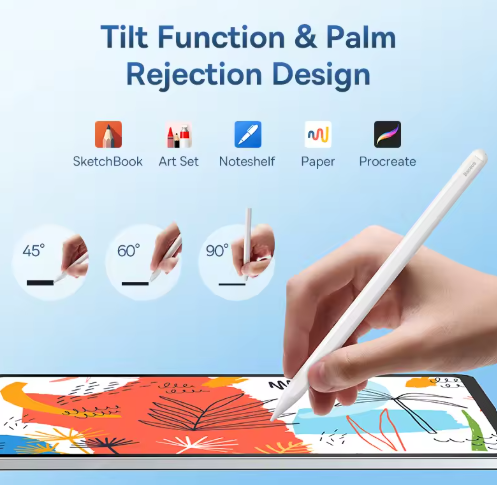 Tilt Function & Palm
Rejection Design
SketchBook Art Set Noteshelf Paper Procreate
45° 60° 90°